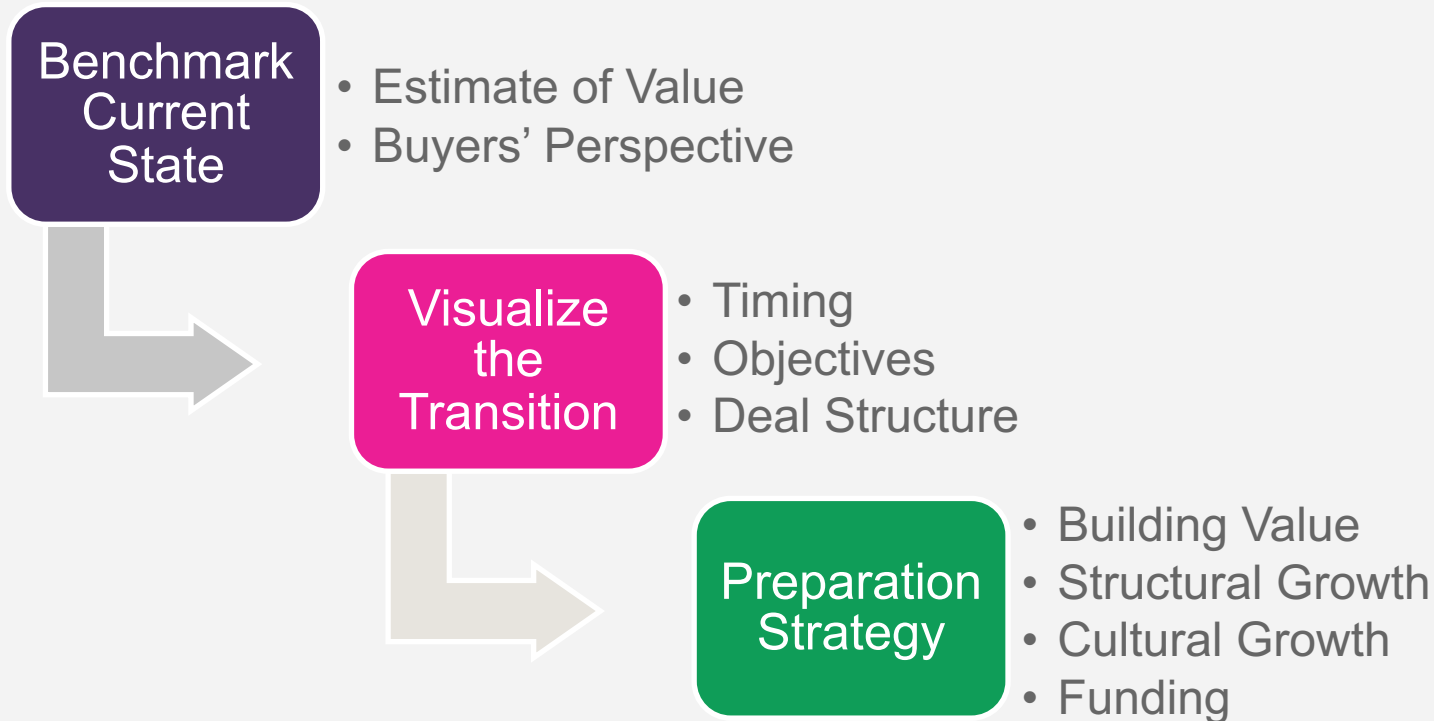 Benchmark
Current
State
• Estimate of Value
• Buyers’ Perspective
Visualize
the
Transition
• Timing
• Objectives
• Deal Structure
Preparation
Strategy
• Building Value
• Structural Growth
• Cultural Growth
• Funding